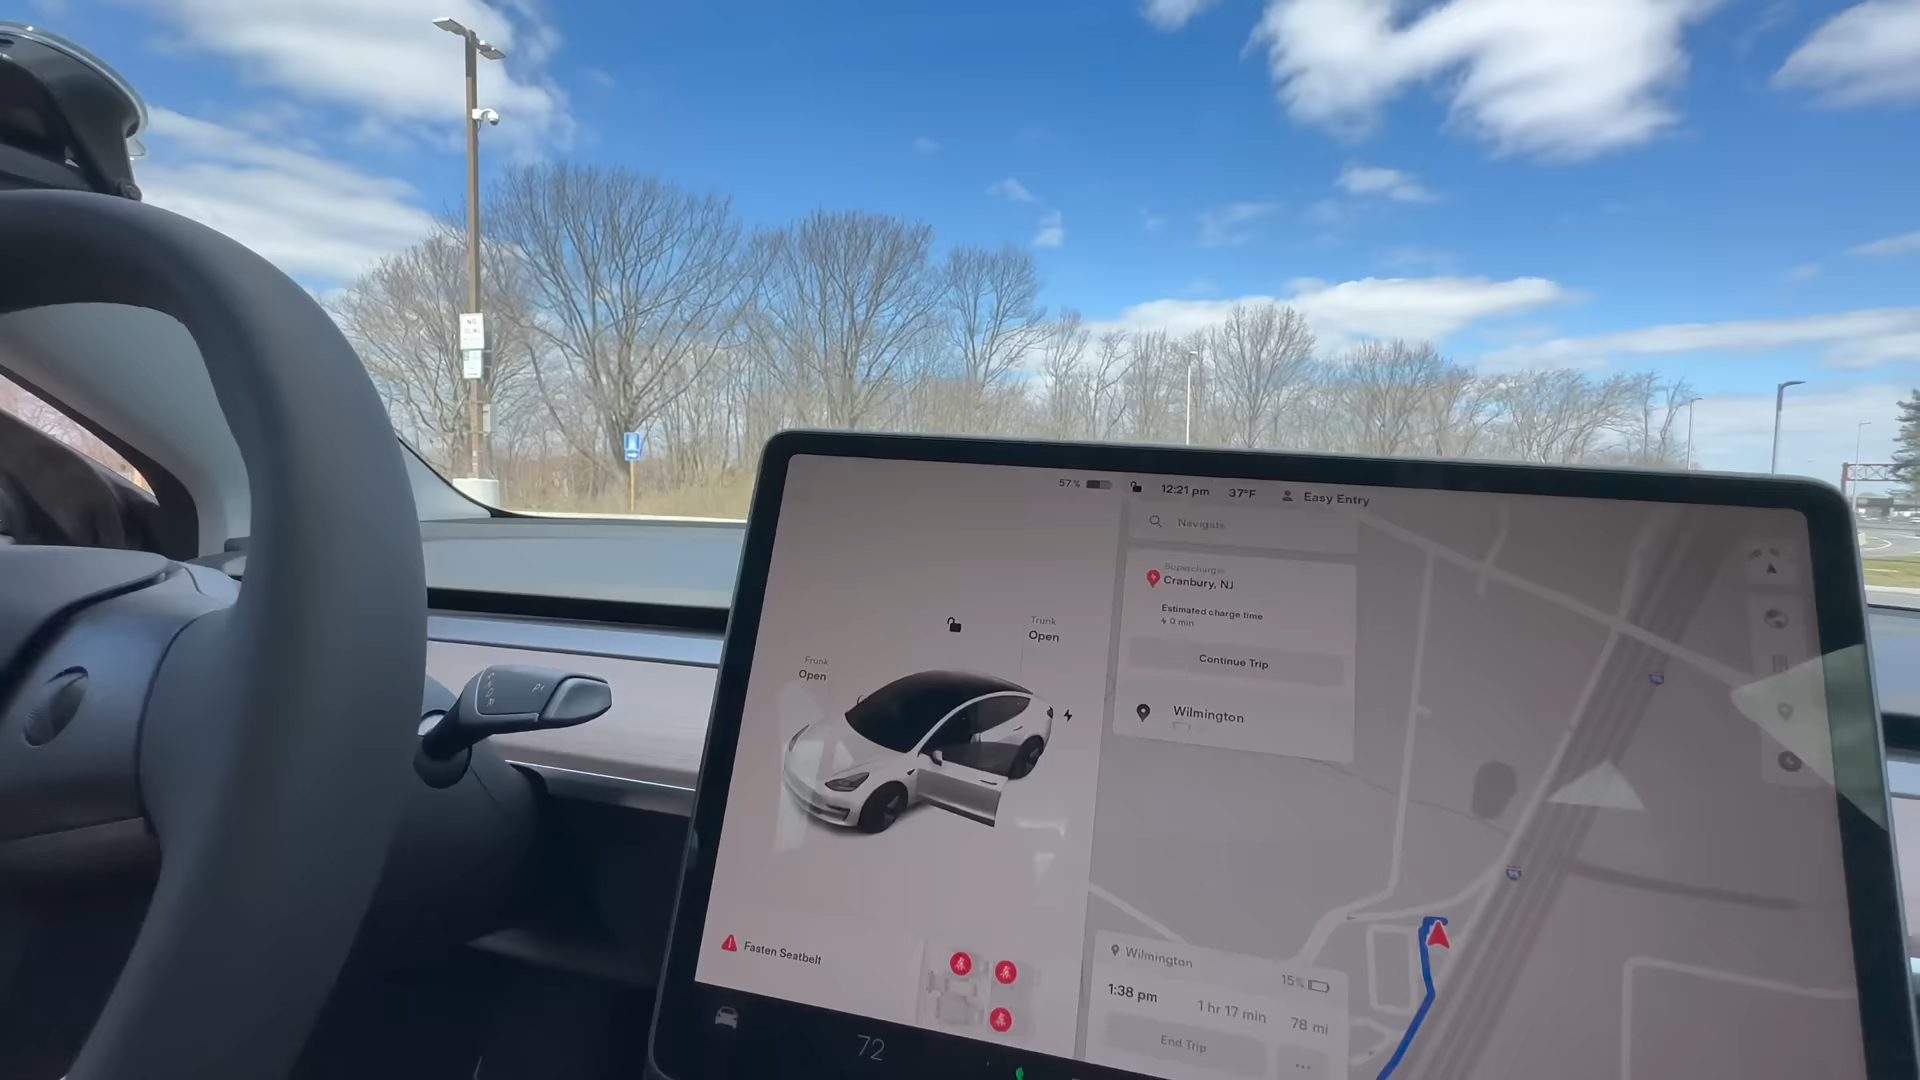 57%
12:21 pm
37°F
Easy Entry
Navigate
Supercharger
Cranbury, NJ
Estimated charge time
0 min
Continue Trip
Wilmington
Trunk
Open
Frunk
Open
Fasten Seatbelt
Wilmington
15%
1:38 pm
1 hr 17 min
78 mi
End Trip
...
72
NO